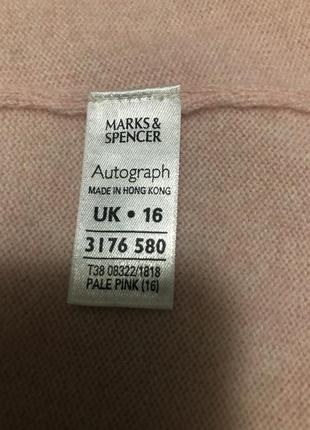 MARKS &
SPENCER
Autograph
MADE IN HONG KONG
UK • 16
3176 580
T38 08322/1818
PALE PINK (16)